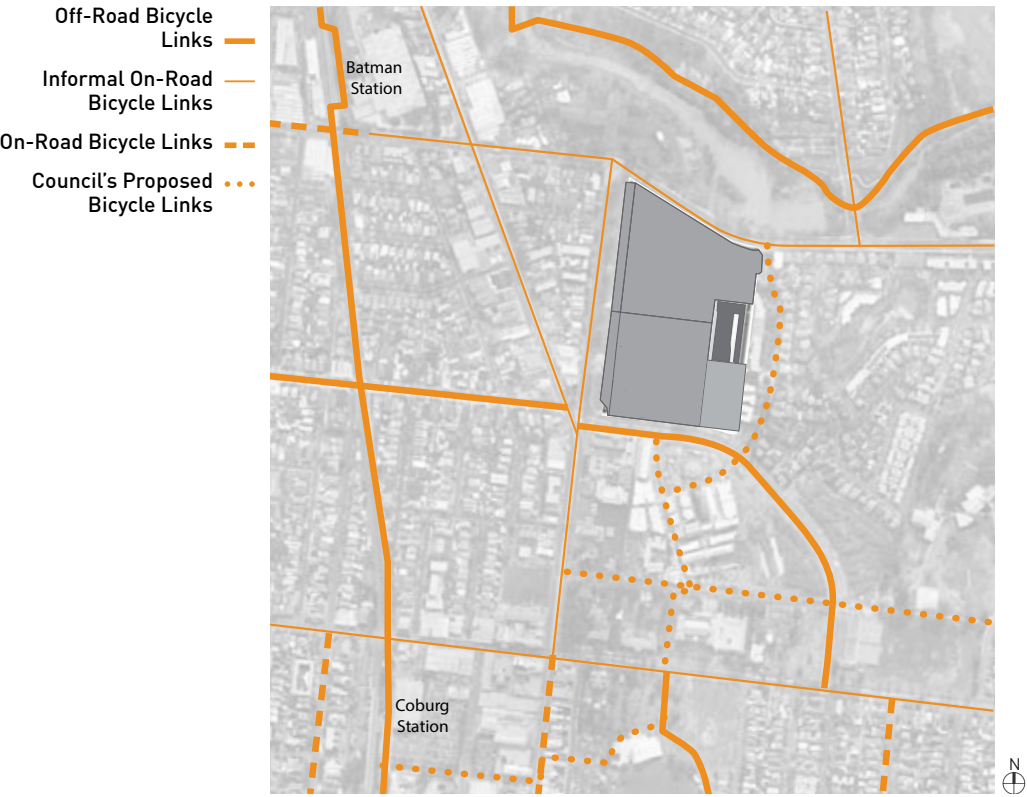 Off-Road Bicycle
Links
Informal On-Road
Bicycle Links
On-Road Bicycle Links
Council’s Proposed
Bicycle Links
Batman
Station
Coburg
Station
N